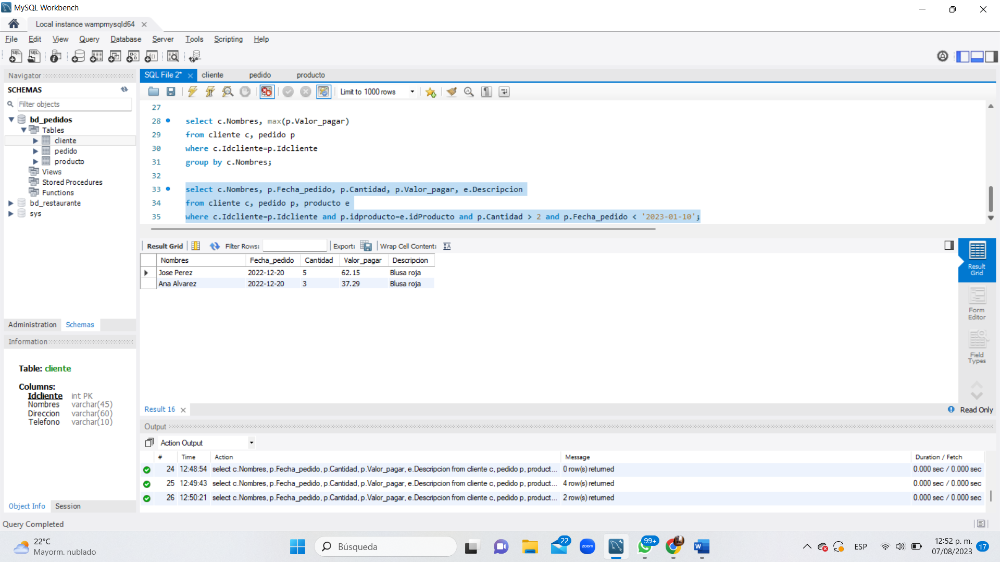 MySQL Workbench
Local instance wampmysqld64
File Edit View Query Database Server Tools Scripting Help
Navigator
SCHEMAS
Filter objects
bd_pedidos
Tables
cliente
pedido
producto
Views
Stored Procedures
Functions
bd_restaurante
sys
Administration Schemas
Information
Table: cliente
Columns:
Idcliente int PK
Nombres varchar(45)
Direccion varchar(60)
Telefono varchar(10)
Object Info Session
SQL File 2* cliente pedido producto
Limit to 1000 rows
27
28 select c.Nombres, max(p.Valor_pagar)
29 from cliente c, pedido p
30 where c.Idcliente=p.Idcliente
31 group by c.Nombres;
32
33 select c.Nombres, p.Fecha_pedido, p.Cantidad, p.Valor_pagar, e.Descripcion
34 from cliente c, pedido p, producto e
35 where c.Idcliente=p.Idcliente and p.idproducto=e.idProducto and p.Cantidad > 2 and p.Fecha_pedido < '2023-01-10';
Result Grid Filter Rows: Export: Wrap Cell Content:
Nombres Fecha_pedido Cantidad Valor_pagar Descripcion
Jose Perez 2022-12-20 5 62.15 Blusa roja
Ana Alvarez 2022-12-20 3 37.29 Blusa roja
Result
Grid
Form
Editor
Field
Types
Result 16
Read Only
Output
Action Output
# Time Action Message Duration / Fetch
24 12:48:54 select c.Nombres, p.Fecha_pedido, p.Cantidad, p.Valor_pagar, e.Descripcion from cliente c, pedido p, product... 0 row(s) returned 0.000 sec / 0.000 sec
25 12:49:43 select c.Nombres, p.Fecha_pedido, p.Cantidad, p.Valor_pagar, e.Descripcion from cliente c, pedido p, product... 4 row(s) returned 0.000 sec / 0.000 sec
26 12:50:21 select c.Nombres, p.Fecha_pedido, p.Cantidad, p.Valor_pagar, e.Descripcion from cliente c, pedido p, product... 2 row(s) returned 0.000 sec / 0.000 sec
Query Completed
22°C
Mayorm. nublado
Búsqueda
22
zoom
99+
W
ESP
12:52 p. m.
07/08/2023
17